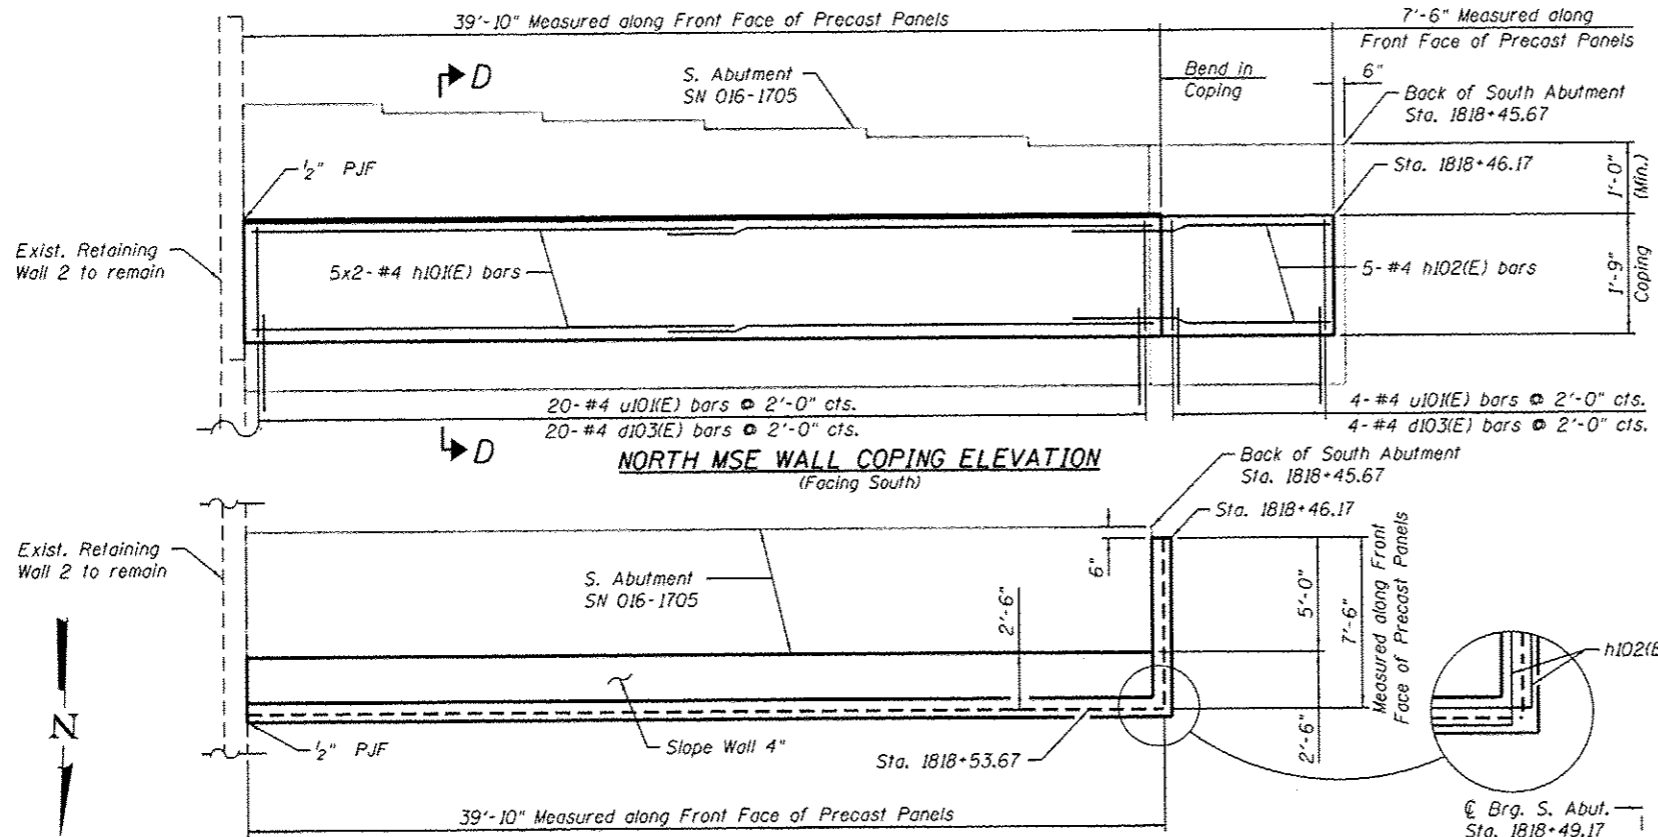 39'-10" Measured along Front Face of Precast Panels
7'-6" Measured along
Front Face of Precast Panels
D
S. Abutment
SN 016-1705
Bend in
Coping
6"
Back of South Abutment
Sta. 1818+45.67
½" PJF
Sta. 1818+46.17
1'-0"
(Min.)
Exist. Retaining
Wall 2 to remain
5x2-#4 h101(E) bars
5-#4 h102(E) bars
1'-9"
Coping
20-#4 u101(E) bars @ 2'-0" cts.
20-#4 d103(E) bars @ 2'-0" cts.
4-#4 u101(E) bars @ 2'-0" cts.
4-#4 d103(E) bars @ 2'-0" cts.
D
NORTH MSE WALL COPING ELEVATION
(Facing South)
Back of South Abutment
Sta. 1818+45.67
Sta. 1818+46.17
Exist. Retaining
Wall 2 to remain
S. Abutment
SN 016-1705
6"
2'-6"
5'-0"
7'-6"
Measured along Front
Face of Precast Panels
h102(E
N
½" PJF
Slope Wall 4"
Sta. 1818+53.67
2'-6"
39'-10" Measured along Front Face of Precast Panels
℄ Brg. S. Abut.
Sta. 1818+49.17